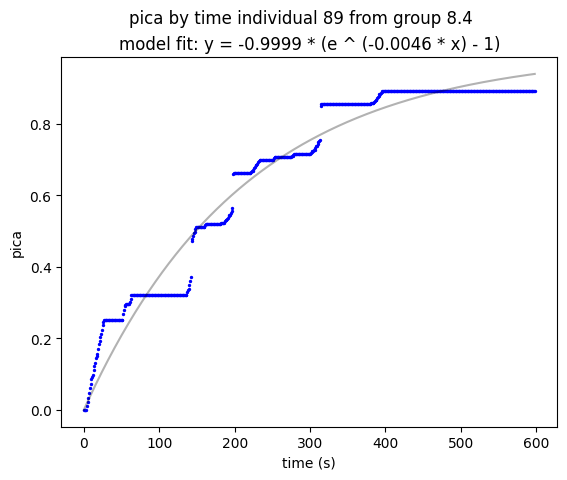 pica by time individual 89 from group 8.4
model fit: y = -0.9999 * (e ^ (-0.0046 * x) - 1)
0.8
0.6
pica
0.4
0.2
0.0
0 100 200 300 400 500 600
time (s)